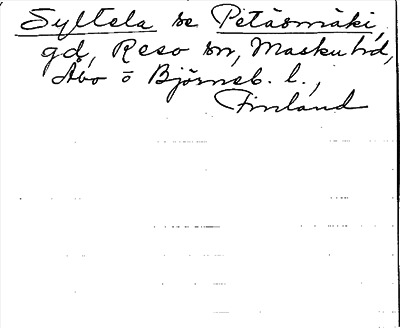 Syltela se Petäsmäki,
gd, Reso sn, Masku hd,
Åbo o Björneb. l.,
Finland